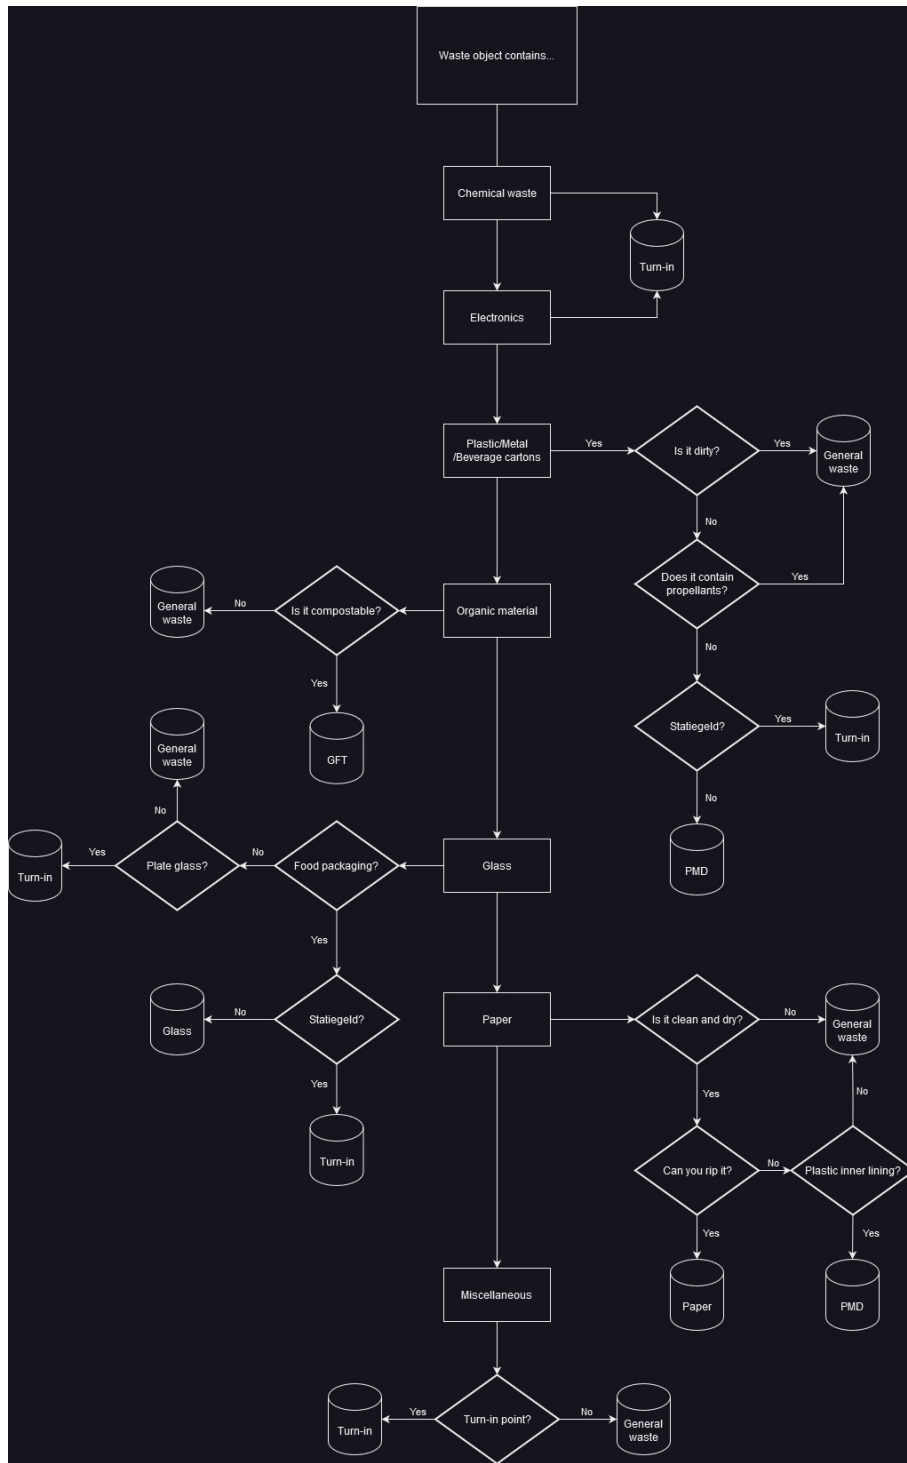 Waste object contains...
Chemical waste
Turn-in
Electronics
Plastic/Metal
/Beverage cartons
Yes
Is it dirty?
Yes
General
waste
No
Does it contain
propellants?
Yes
No
Statiegeld?
Yes
Turn-in
No
PMD
Organic material
Is it compostable?
No
General
waste
Yes
GFT
Glass
Food packaging?
No
Plate glass?
No
General
waste
Yes
Turn-in
Yes
Statiegeld?
No
Glass
Yes
Turn-in
Paper
Is it clean and dry?
No
General
waste
Yes
Can you rip it?
No
Plastic inner lining?
No
Yes
Paper
Yes
PMD
Miscellaneous
Turn-in point?
Yes
Turn-in
No
General
waste